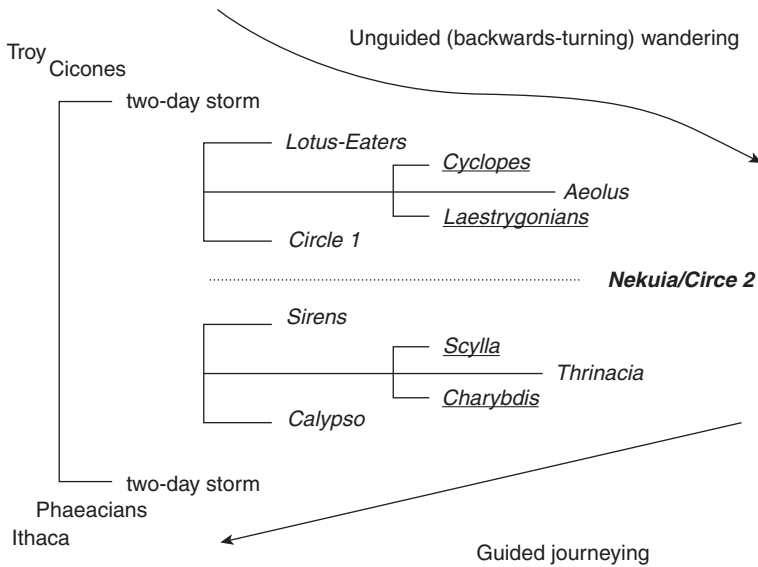 Unguided (backwards-turning) wandering
Troy
Cicones
two-day storm
Lotus-Eaters
Cyclopes
Aeolus
Laestrygonians
Circle 1
Nekuia/Circe 2
Sirens
Scylla
Thrinacia
Charybdis
Calypso
two-day storm
Phaeacians
Ithaca
Guided journeying